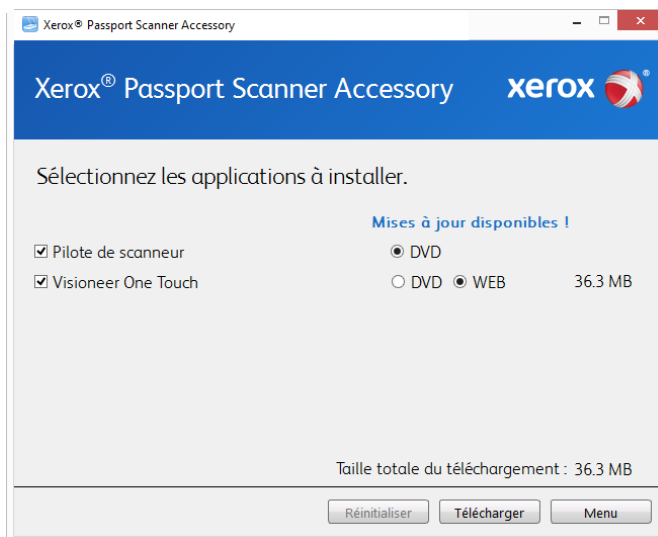 Xerox® Passport Scanner Accessory
Xerox® Passport Scanner Accessory xerox ®
Sélectionnez les applications à installer.
Mises à jour disponibles !
Pilote de scanneur DVD
Visioneer One Touch DVD WEB 36.3 MB
Taille totale du téléchargement : 36.3 MB
Réinitialiser Télécharger Menu